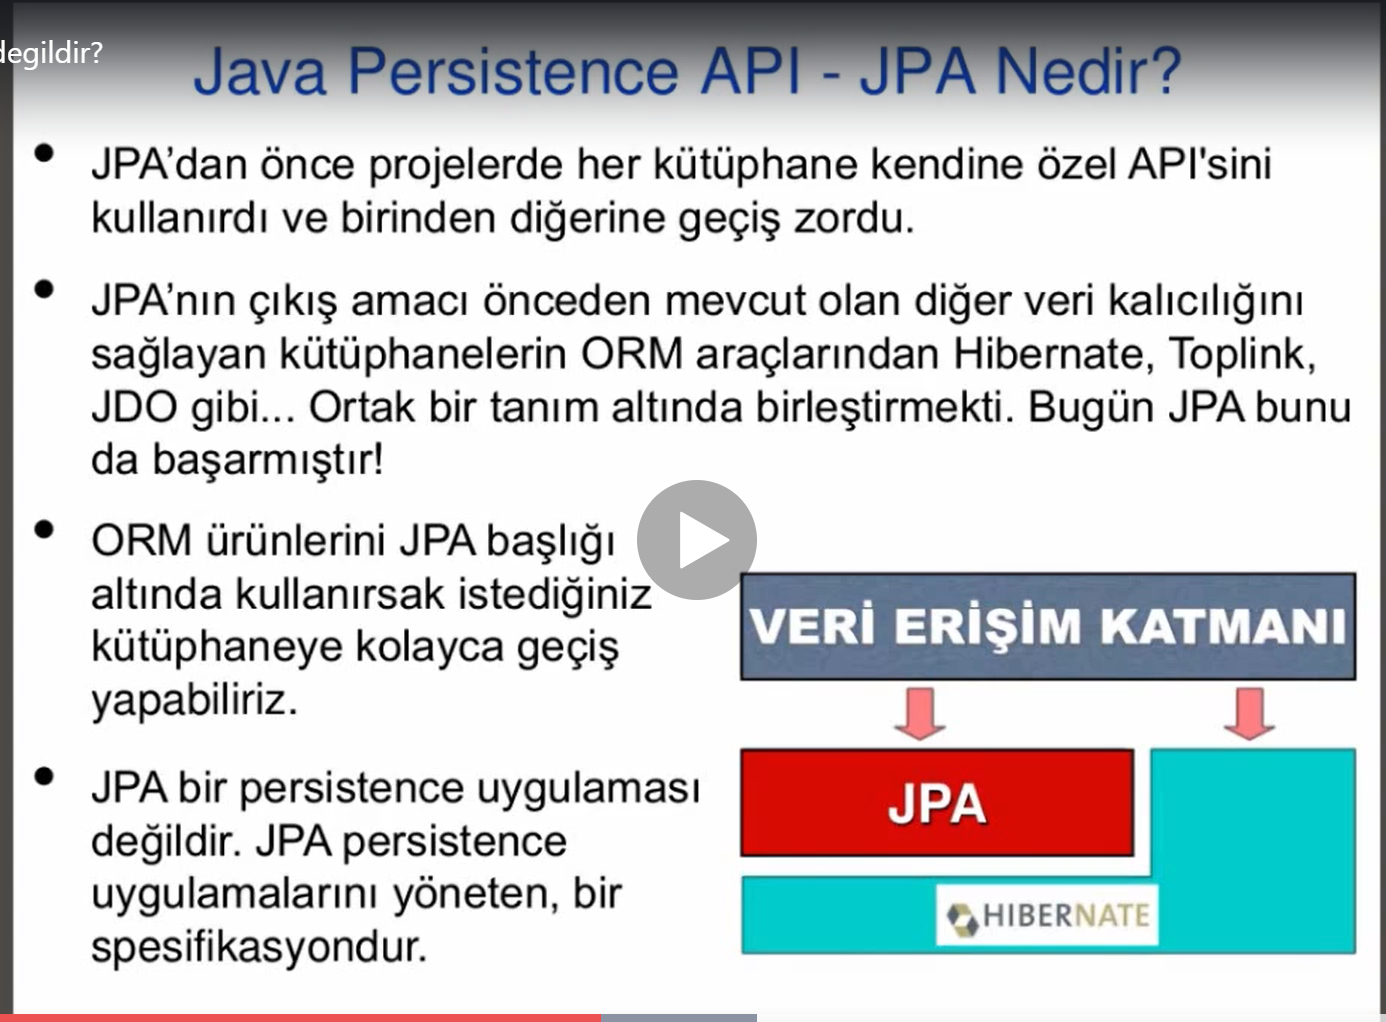 degildir?
Java Persistence API - JPA Nedir?
• JPA’dan önce projelerde her kütüphane kendine özel API'sini
kullanırdı ve birinden diğerine geçiş zordu.
• JPA’nın çıkış amacı önceden mevcut olan diğer veri kalıcılığını
sağlayan kütüphanelerin ORM araçlarından Hibernate, Toplink,
JDO gibi... Ortak bir tanım altında birleştirmekti. Bugün JPA bunu
da başarmıştır!
• ORM ürünlerini JPA başlığı
altında kullanırsak istediğiniz
kütüphaneye kolayca geçiş
yapabiliriz.
• JPA bir persistence uygulaması
değildir. JPA persistence
uygulamalarını yöneten, bir
spesifikasyondur.
VERİ ERİŞİM KATMANI
JPA
HIBERNATE